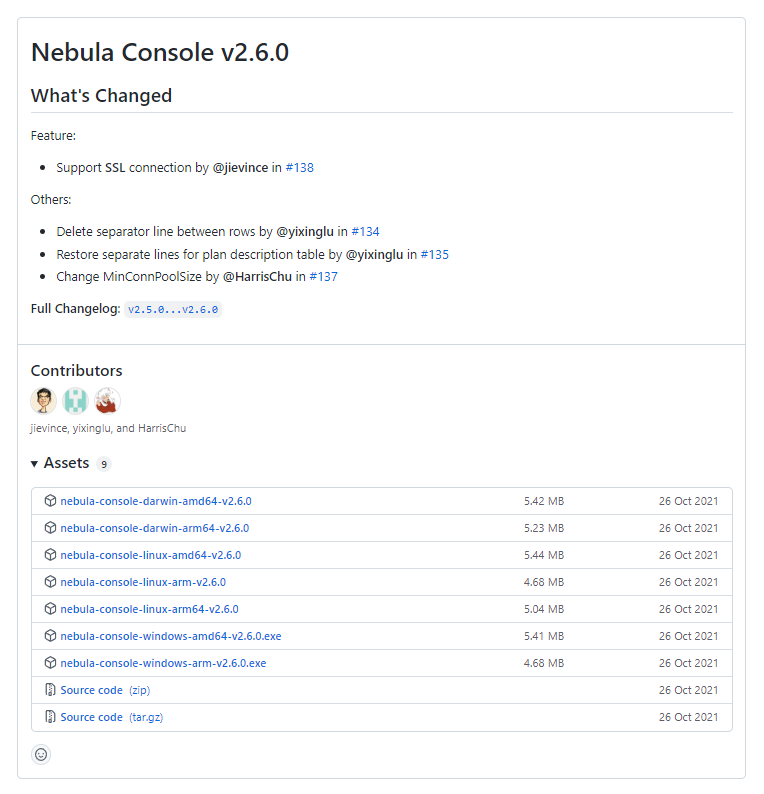 Nebula Console v2.6.0
What's Changed
Feature:
Support SSL connection by @jievince in #138
Others:
Delete separator line between rows by @yixinglu in #134
Restore separate lines for plan description table by @yixinglu in #135
Change MinConnPoolSize by @HarrisChu in #137
Full Changelog: v2.5.0...v2.6.0
Contributors
jievince, yixinglu, and HarrisChu
Assets 9
nebula-console-darwin-amd64-v2.6.0 5.42 MB 26 Oct 2021
nebula-console-darwin-arm64-v2.6.0 5.23 MB 26 Oct 2021
nebula-console-linux-amd64-v2.6.0 5.44 MB 26 Oct 2021
nebula-console-linux-arm-v2.6.0 4.68 MB 26 Oct 2021
nebula-console-linux-arm64-v2.6.0 5.04 MB 26 Oct 2021
nebula-console-windows-amd64-v2.6.0.exe 5.41 MB 26 Oct 2021
nebula-console-windows-arm-v2.6.0.exe 4.68 MB 26 Oct 2021
Source code (zip) 26 Oct 2021
Source code (tar.gz) 26 Oct 2021